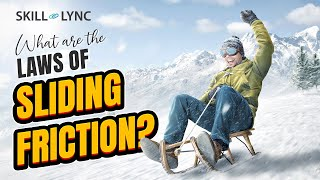 SKILL LYNC
What are the
LAWS OF
SLIDING
FRICTION?